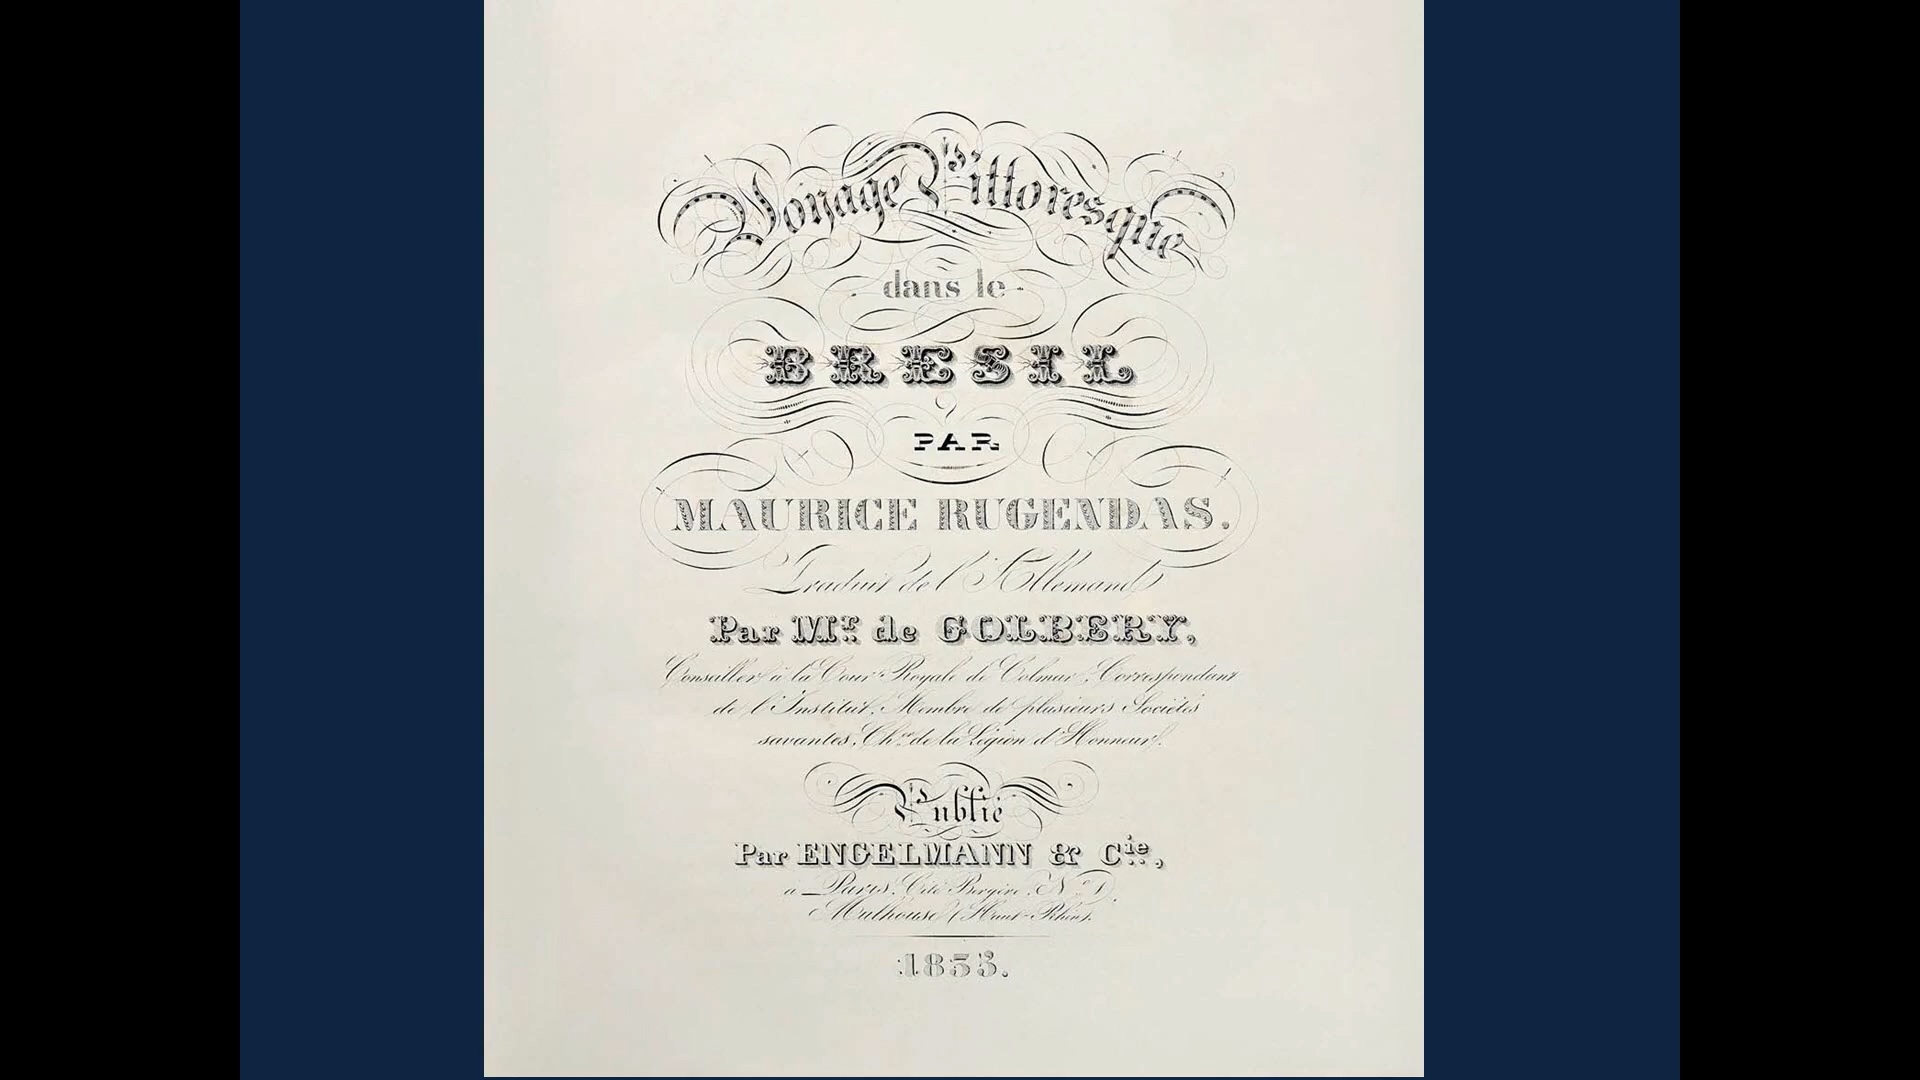 Voyage Pittoresque
dans le
BRESIL
PAR
MAURICE RUGENDAS.
Traduit de l'Allemand
Par Mr. de GOLBERY,
Conseiller à la Cour Royale de Colmar, Correspondant
de l'Institut, Membre de plusieurs Sociétés
savantes, Cher. de la Légion d'Honneur.
Publié
Par ENGELMANN & Cie.,
à Paris, Cité Bergère, No. 1,
Mulhouse (Haut-Rhin).
1835.